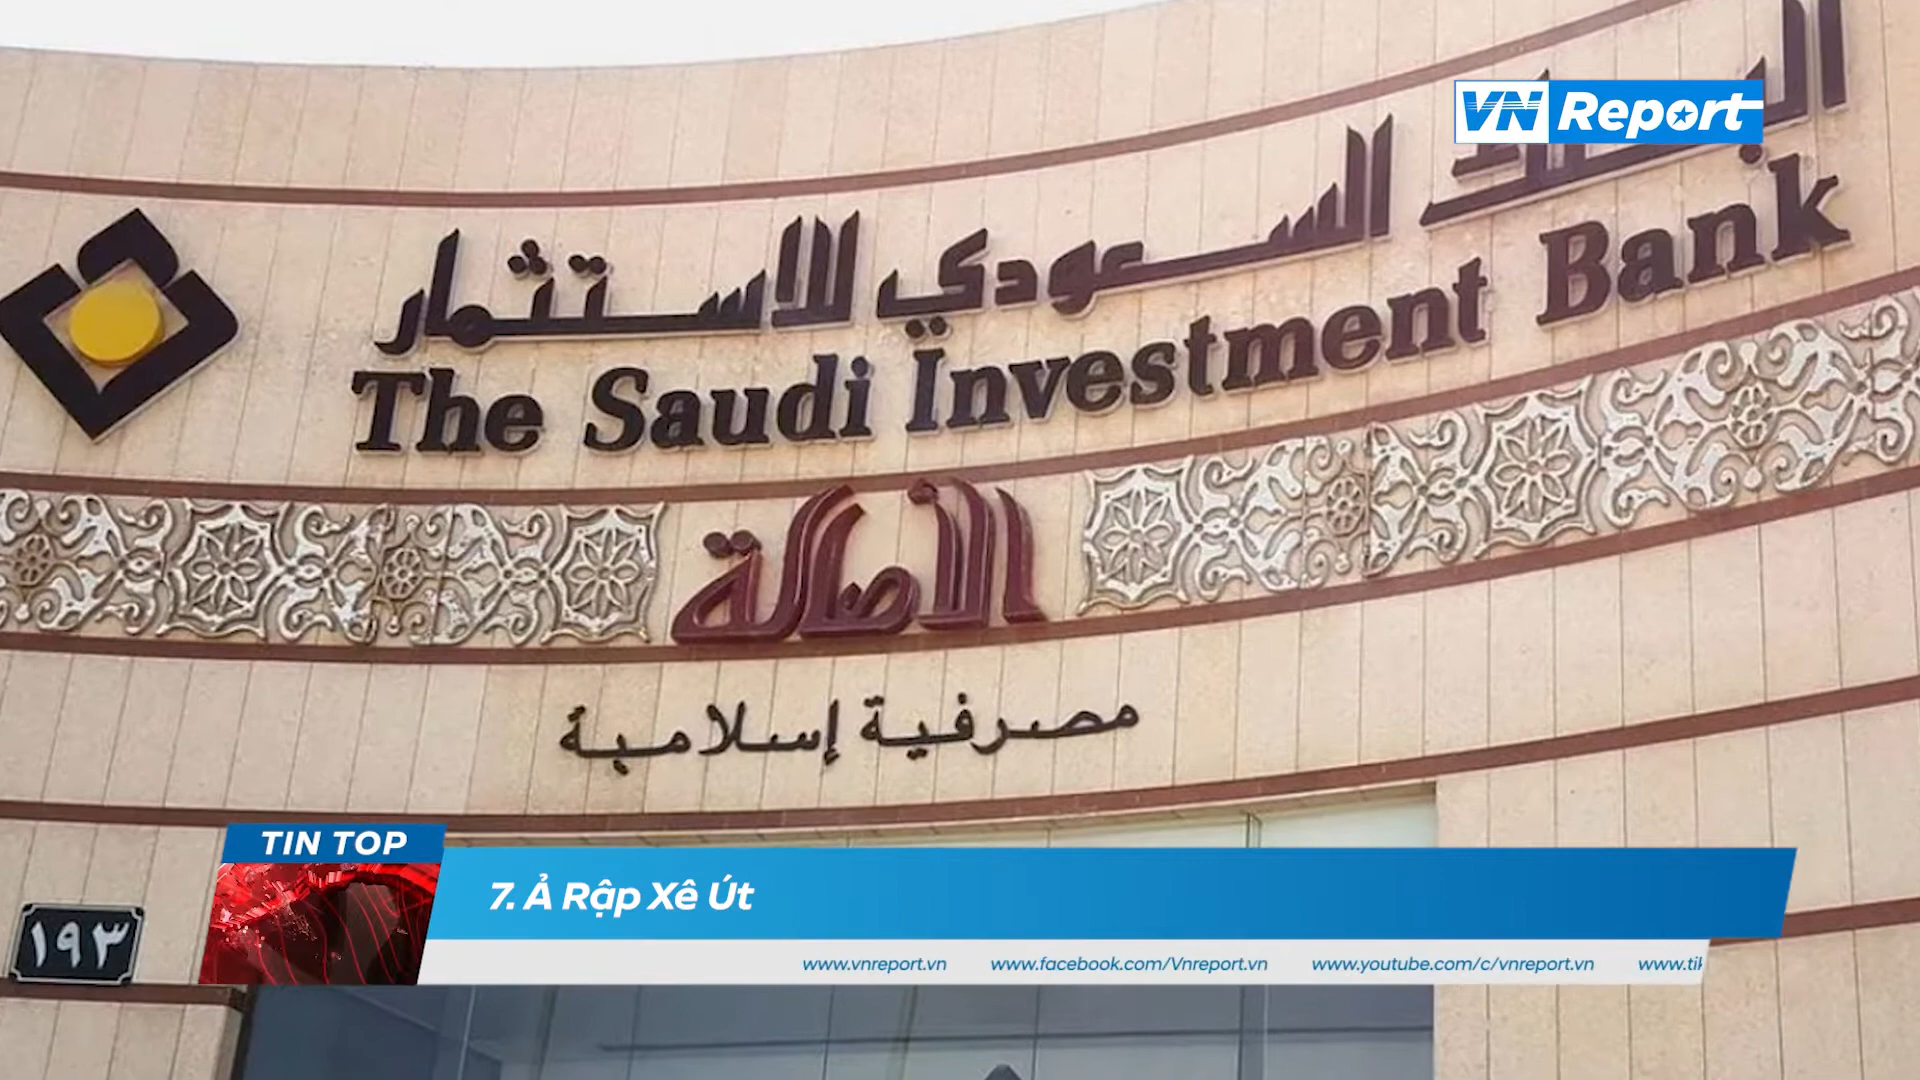 VN Report
البنك السعودي للاستثمار
The Saudi Investment Bank
الأصالة
مصرفية إسلامية
١٩٣
TIN TOP
7. Ả Rập Xê Út
www.vnreport.vn www.facebook.com/Vnreport.vn www.youtube.com/c/vnreport.vn